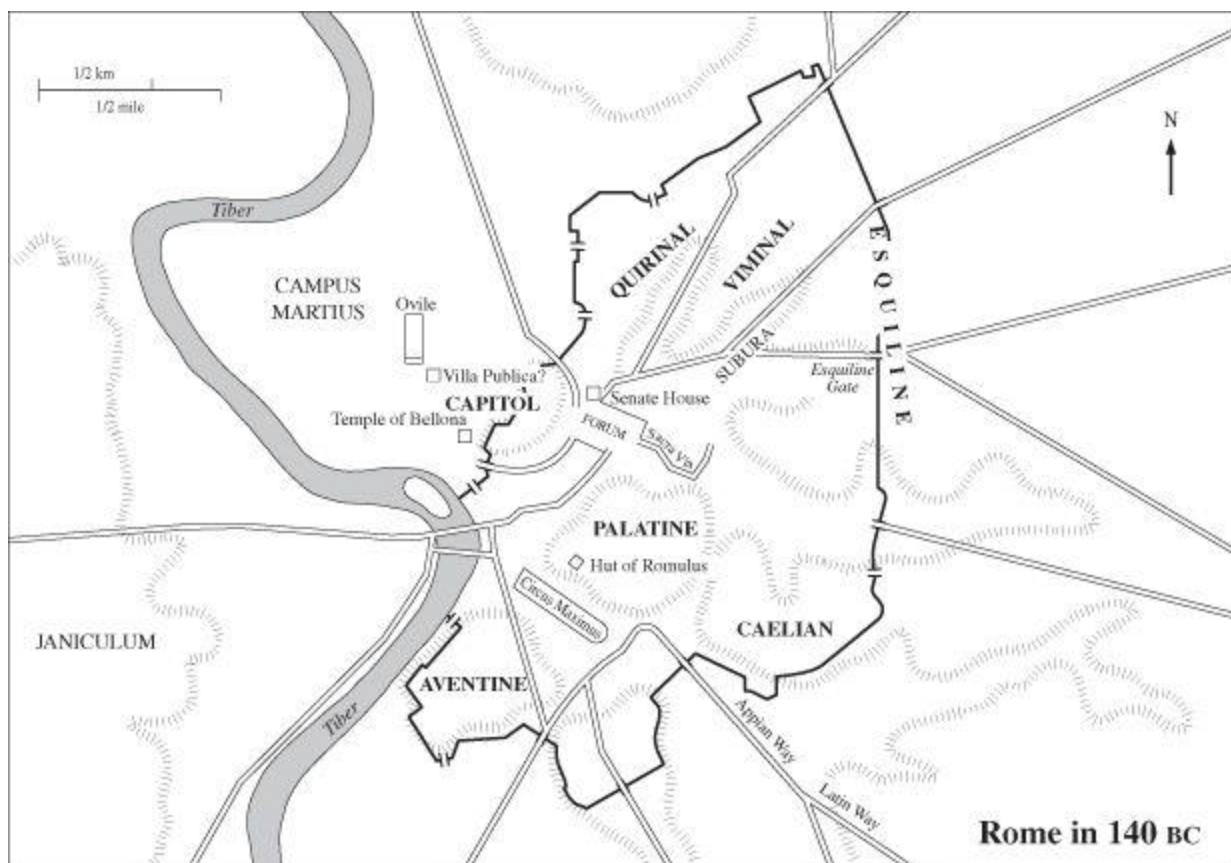 1/2 km
1/2 mile
N
Tiber
QUIRINAL
VIMINAL
ESQUILINE
CAMPUS
MARTIUS
Ovile
SUBURA
Villa Publica?
Esquiline
Gate
CAPITOL
Senate House
Temple of Bellona
FORUM
Sacra Via
PALATINE
Hut of Romulus
Circus Maximus
JANICULUM
CAELIAN
AVENTINE
Tiber
Appian Way
Latin Way
Rome in 140 BC